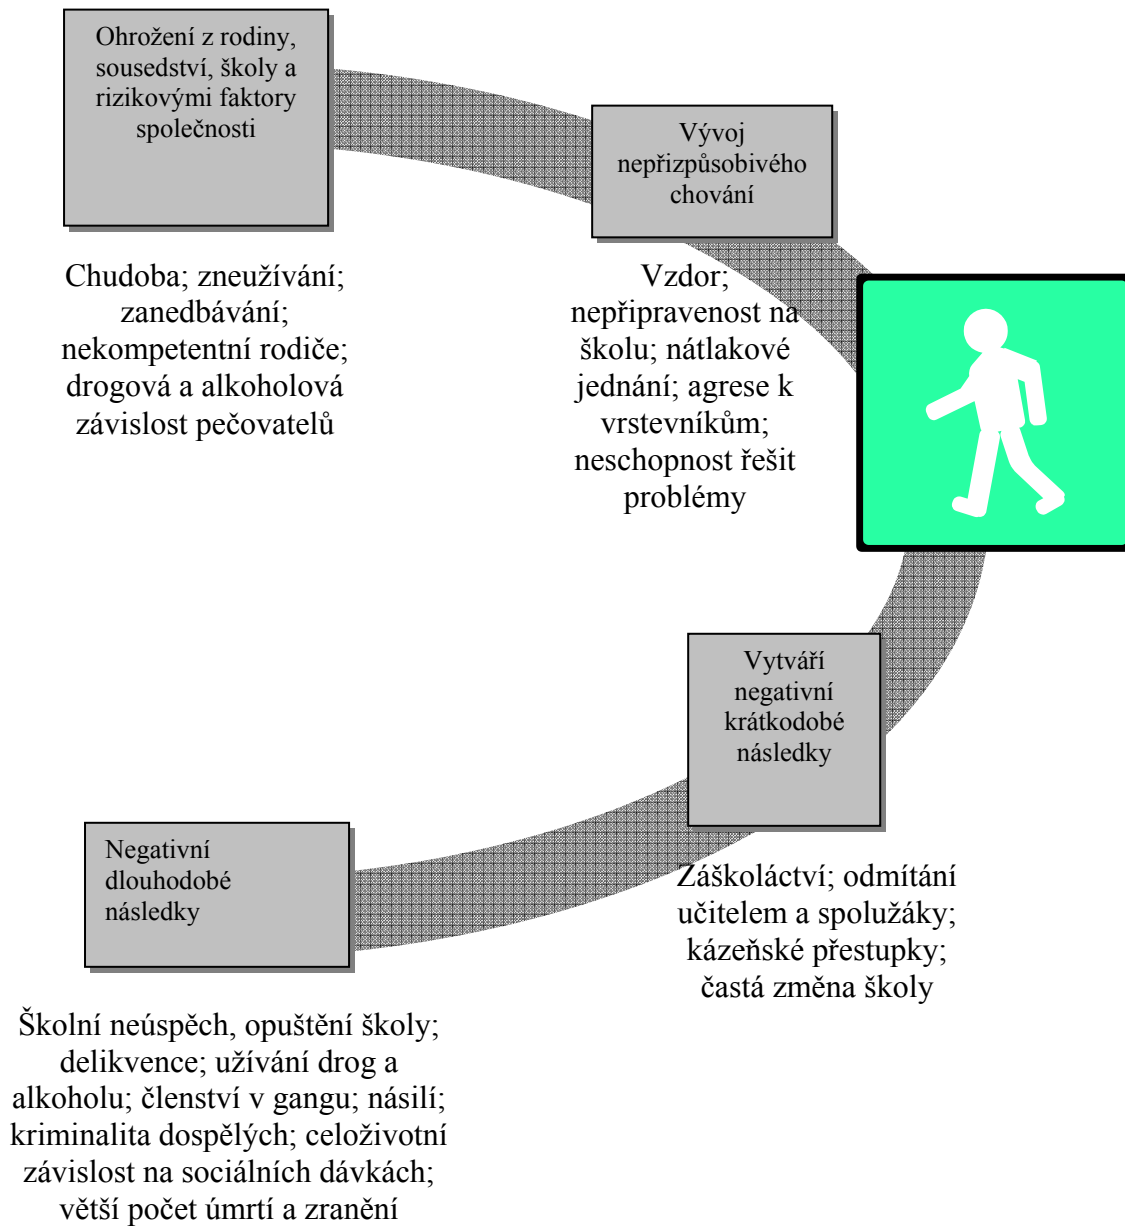 Ohrožení z rodiny,
sousedství, školy a
rizikovými faktory
společnosti
Vývoj
nepřizpůsobivého
chování
Chudoba; zneužívání;
zanedbávání;
nekompetentní rodiče;
drogová a alkoholová
závislost pečovatelů
Vzdor;
nepřipravenost na
školu; nátlakové
jednání; agrese k
vrstevníkům;
neschopnost řešit
problémy
Vytváří
negativní
krátkodobé
následky
Záškoláctví; odmítání
učitelem a spolužáky;
kázeňské přestupky;
častá změna školy
Negativní
dlouhodobé
následky
Školní neúspěch, opuštění školy;
delikvence; užívání drog a
alkoholu; členství v gangu; násilí;
kriminalita dospělých; celoživotní
závislost na sociálních dávkách;
větší počet úmrtí a zranění